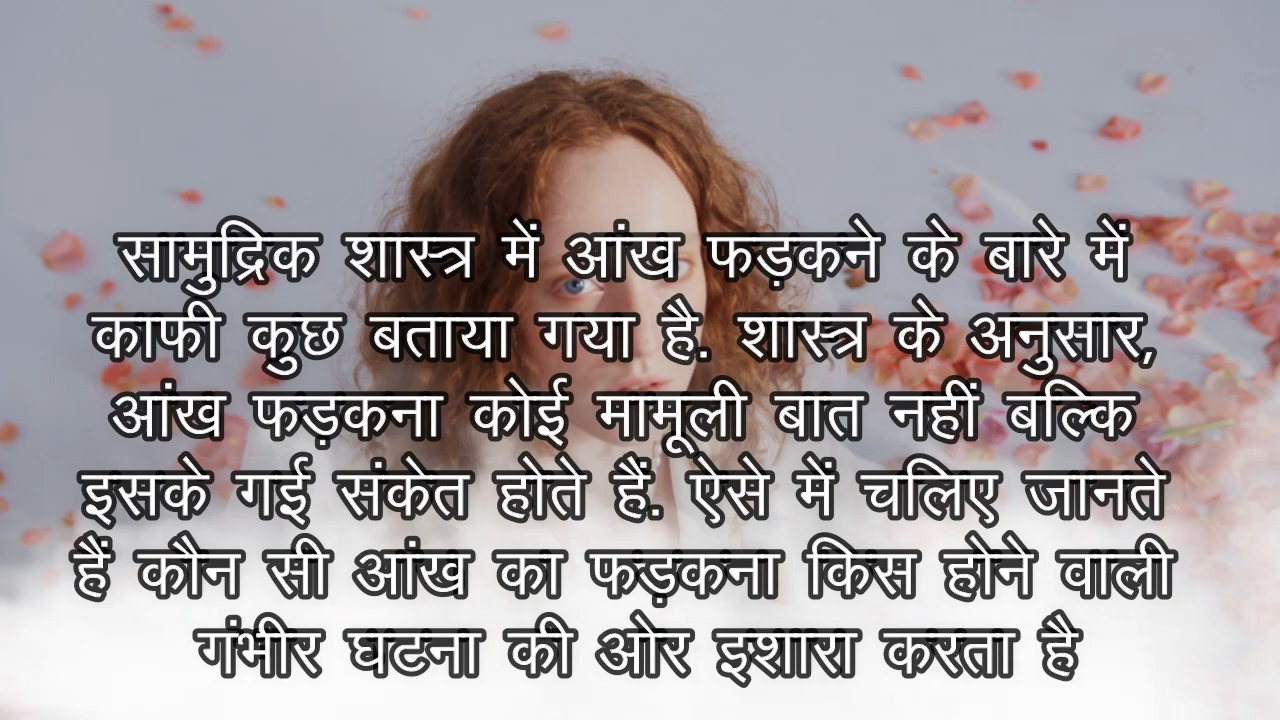 सामुद्रिक शास्त्र में आंख फड़कने के बारे में
काफी कुछ बताया गया है. शास्त्र के अनुसार,
आंख फड़कना कोई मामूली बात नहीं बल्कि
इसके गई संकेत होते हैं. ऐसे में चलिए जानते
हैं कौन सी आंख का फड़कना किस होने वाली
गंभीर घटना की ओर इशारा करता है